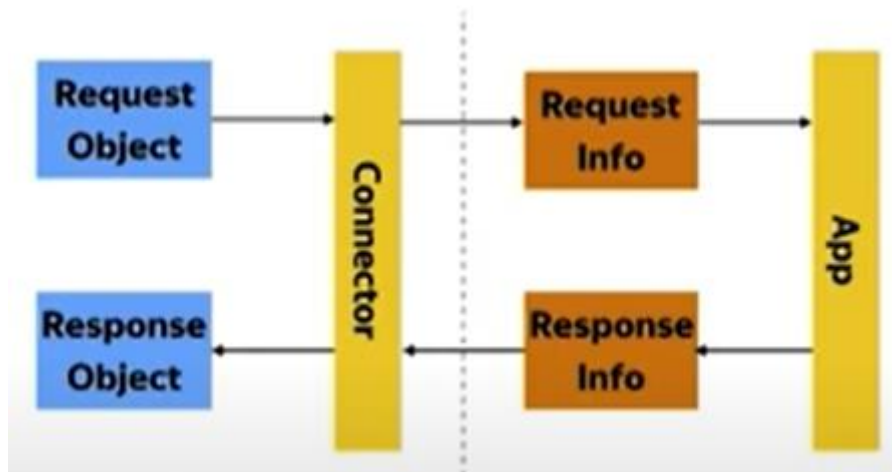 Request
Object
Connector
Request
Info
App
Response
Object
Response
Info